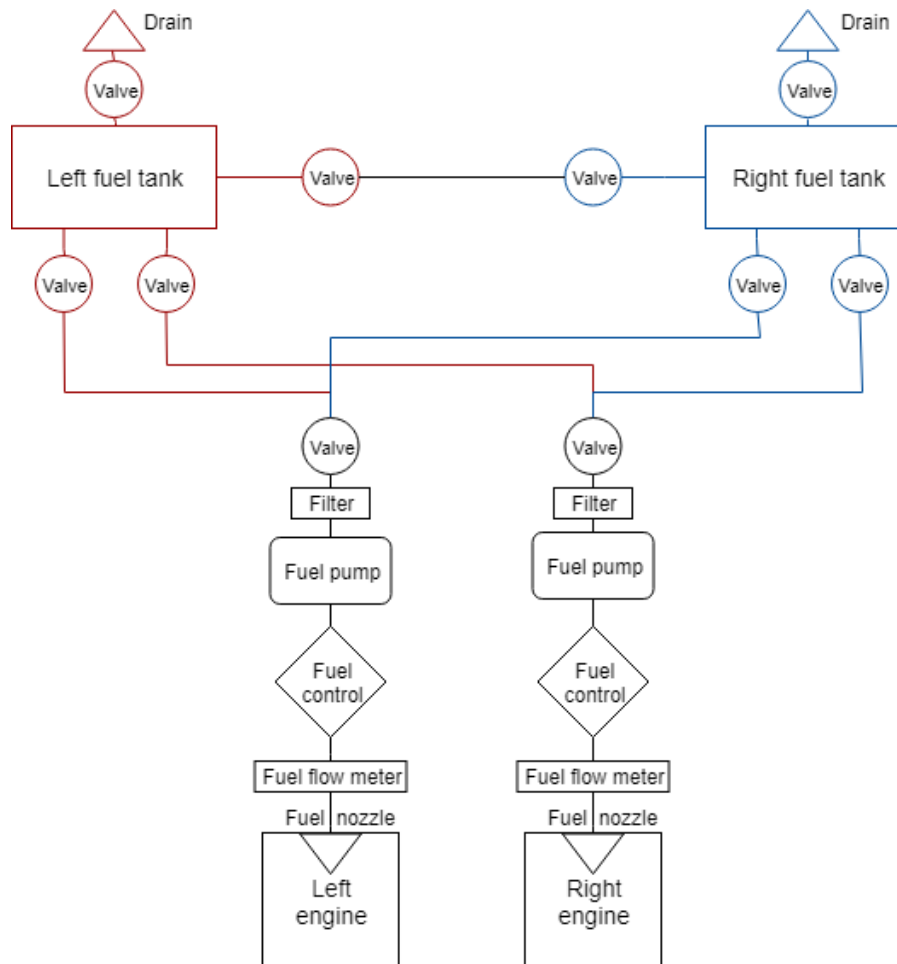 Drain
Drain
Valve
Valve
Left fuel tank
Valve
Valve
Right fuel tank
Valve
Valve
Valve
Valve
Valve
Valve
Filter
Filter
Fuel pump
Fuel pump
Fuel
control
Fuel
control
Fuel flow meter
Fuel flow meter
Fuel nozzle
Fuel nozzle
Left
engine
Right
engine